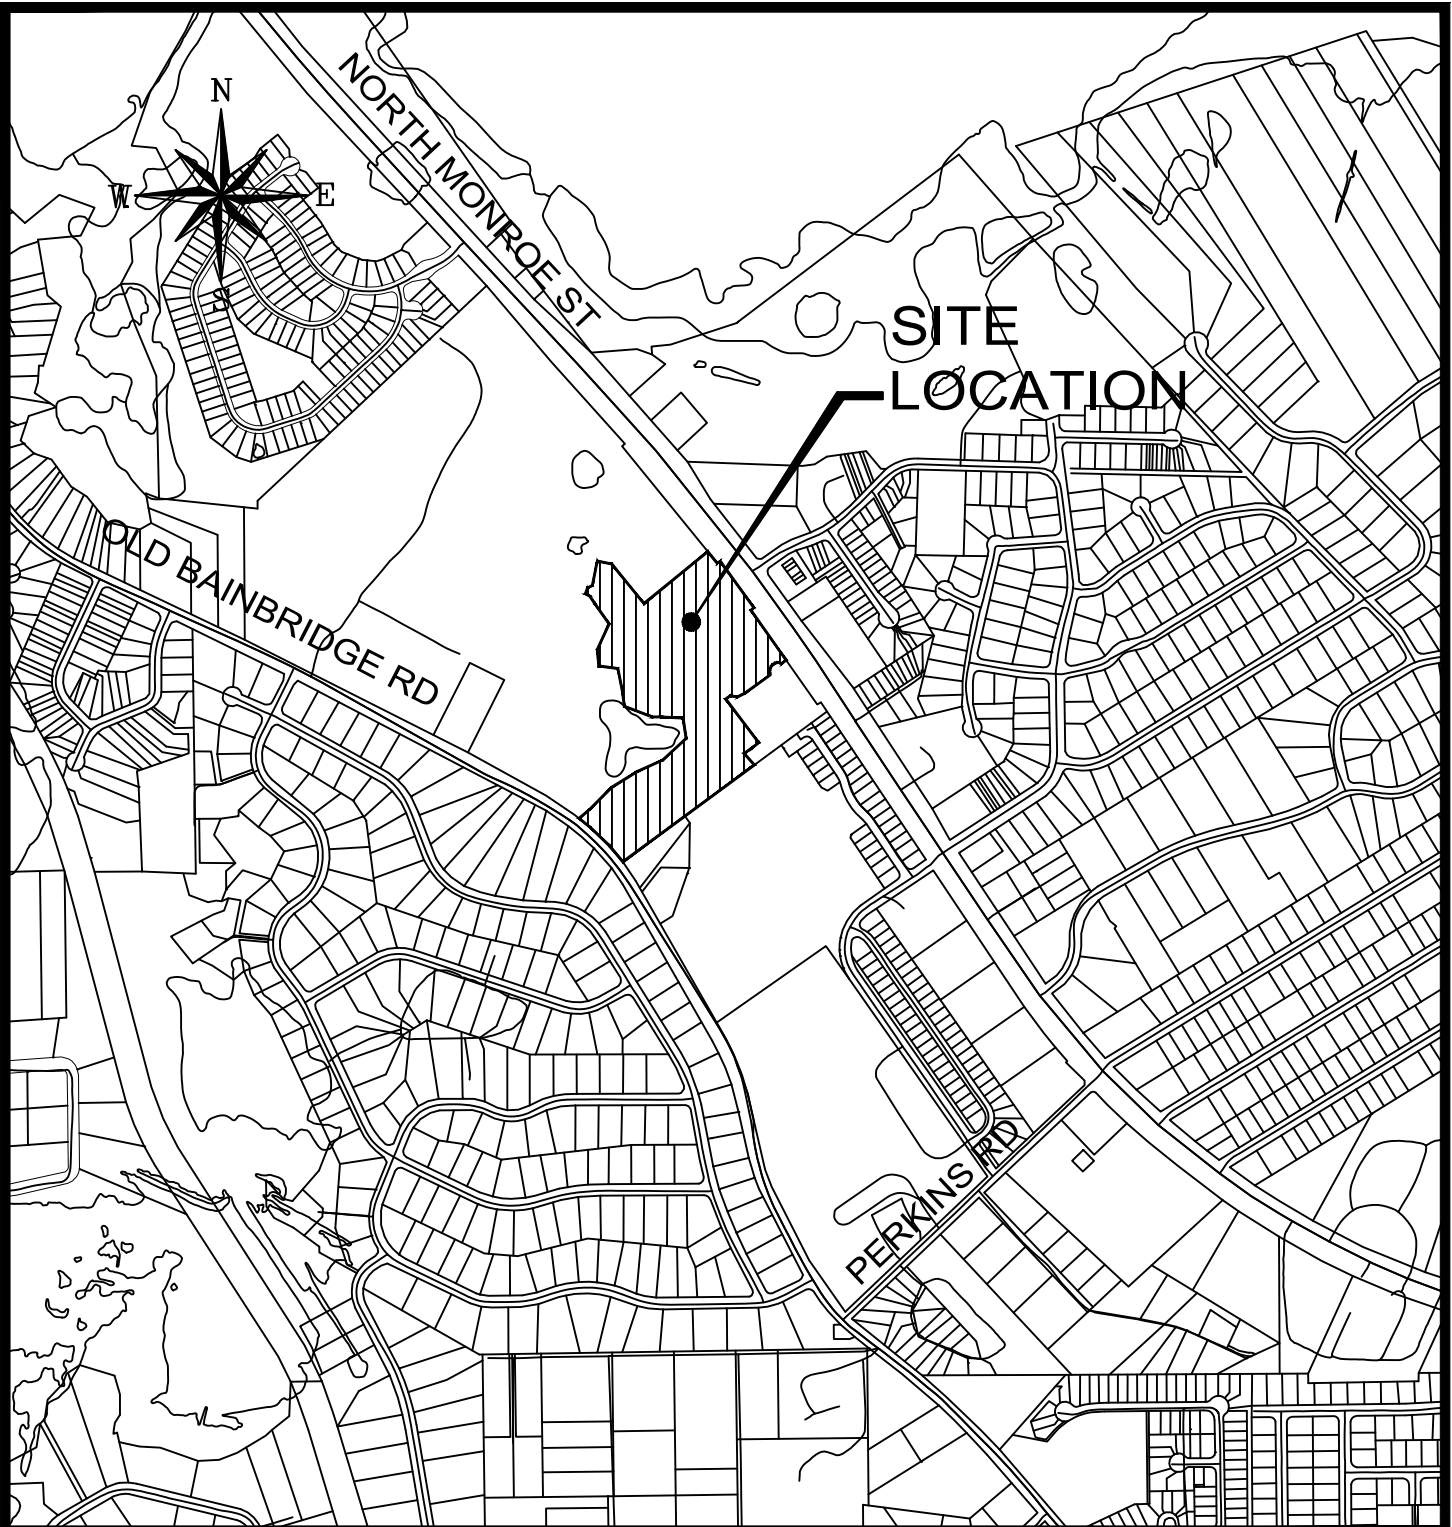 N
W
E
S
NORTH MONROE ST
SITE
LOCATION
OLD BAINBRIDGE RD
PERKINS RD